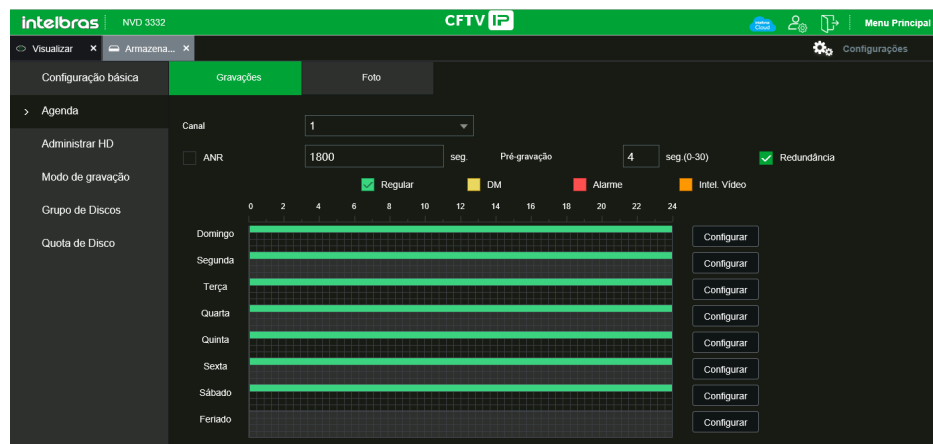 intelbras NVD 3332 CFTV IP intelbras Cloud Menu Principal
Visualizar × Armazena... × Configurações
Configuração básica Gravações Foto
› Agenda
Canal 1
Administrar HD
ANR 1800 seg. Pré-gravação 4 seg.(0-30) Redundância
Modo de gravação
Regular DM Alarme Intel. Vídeo
Grupo de Discos
0 2 4 6 8 10 12 14 16 18 20 22 24
Domingo Configurar
Quota de Disco
Segunda Configurar
Terça Configurar
Quarta Configurar
Quinta Configurar
Sexta Configurar
Sábado Configurar
Feriado Configurar